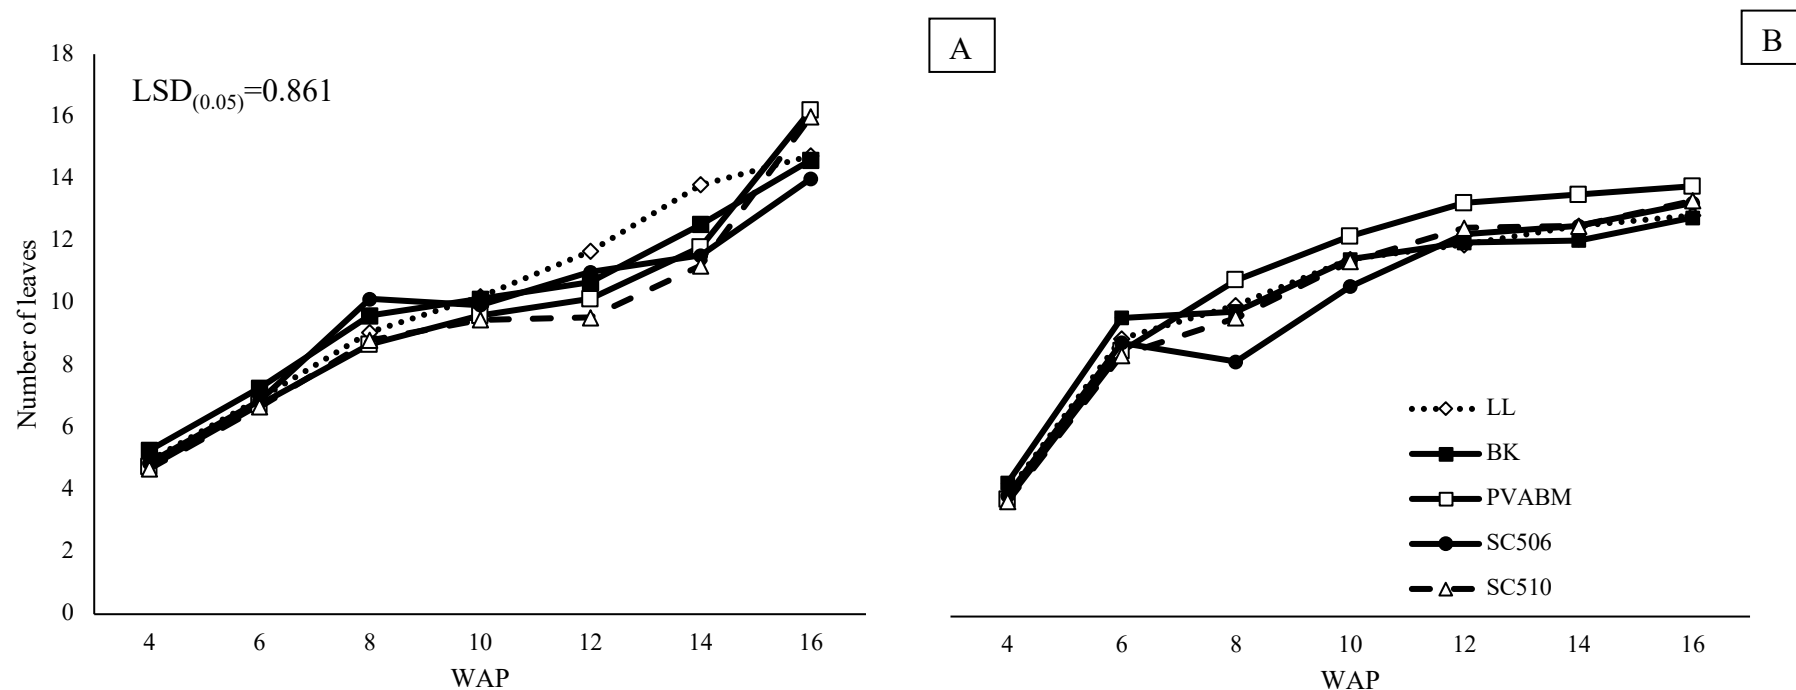 A
B
18
LSD(0.05)=0.861
16
14
12
10
8
6
4
2
0
Number of leaves
4 6 8 10 12 14 16
WAP
LL
BK
PVABM
SC506
SC510
4 6 8 10 12 14 16
WAP